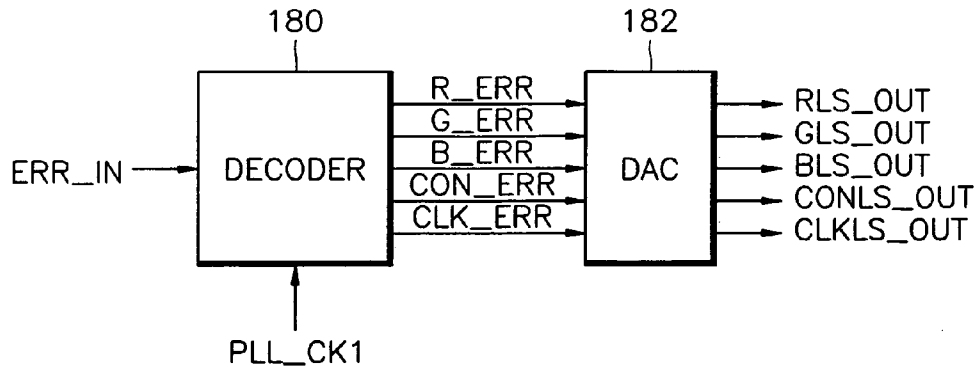 180
182
R_ERR
G_ERR
B_ERR
CON_ERR
CLK_ERR
ERR_IN
DECODER
DAC
RLS_OUT
GLS_OUT
BLS_OUT
CONLS_OUT
CLKLS_OUT
PLL_CK1